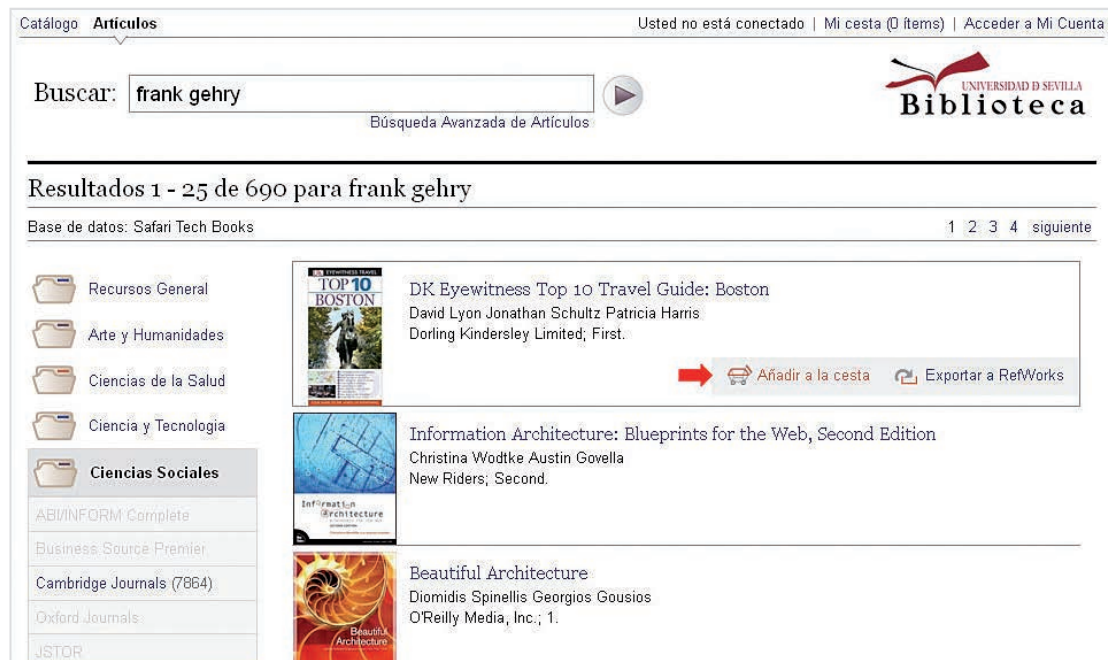 Catálogo Artículos Usted no está conectado | Mi cesta (0 ítems) | Acceder a Mi Cuenta
Buscar: frank gehry
Búsqueda Avanzada de Artículos
UNIVERSIDAD D SEVILLA
Biblioteca
Resultados 1 - 25 de 690 para frank gehry
Base de datos: Safari Tech Books 1 2 3 4 siguiente
Recursos General
Arte y Humanidades
Ciencias de la Salud
Ciencia y Tecnologia
Ciencias Sociales
ABI/INFORM Complete
Business Source Premier
Cambridge Journals (7864)
Oxford Journals
JSTOR
EYEWITNESS TRAVEL
TOP 10
BOSTON
DK Eyewitness Top 10 Travel Guide: Boston
David Lyon Jonathan Schultz Patricia Harris
Dorling Kindersley Limited; First.
Añadir a la cesta Exportar a RefWorks
Information
Architecture
Information Architecture: Blueprints for the Web, Second Edition
Christina Wodtke Austin Govella
New Riders; Second.
Beautiful
Architecture
Beautiful Architecture
Diomidis Spinellis Georgios Gousios
O'Reilly Media, Inc.; 1.